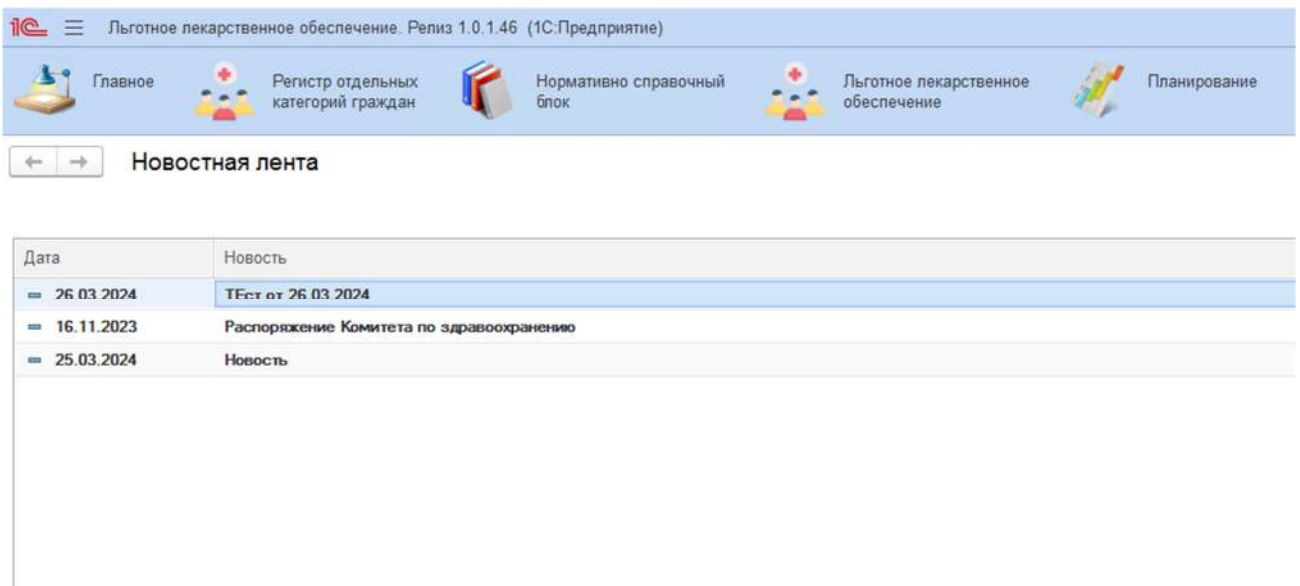 1С Льготное лекарственное обеспечение. Релиз 1.0.1.46 (1С:Предприятие)
Главное
Регистр отдельных
категорий граждан
Нормативно справочный
блок
Льготное лекарственное
обеспечение
Планирование
Новостная лента
Дата Новость
26.03.2024 ТЕст от 26.03.2024
16.11.2023 Распоряжение Комитета по здравоохранению
25.03.2024 Новость